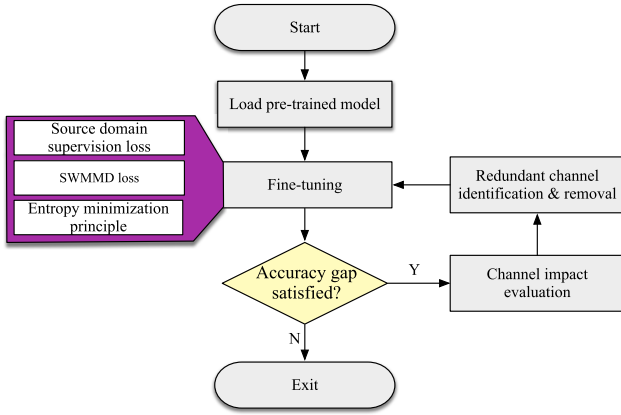 Start
Load pre-trained model
Source domain
supervision loss
SWMMD loss
Entropy minimization
principle
Fine-tuning
Redundant channel
identification & removal
Accuracy gap
satisfied?
Y
Channel impact
evaluation
N
Exit